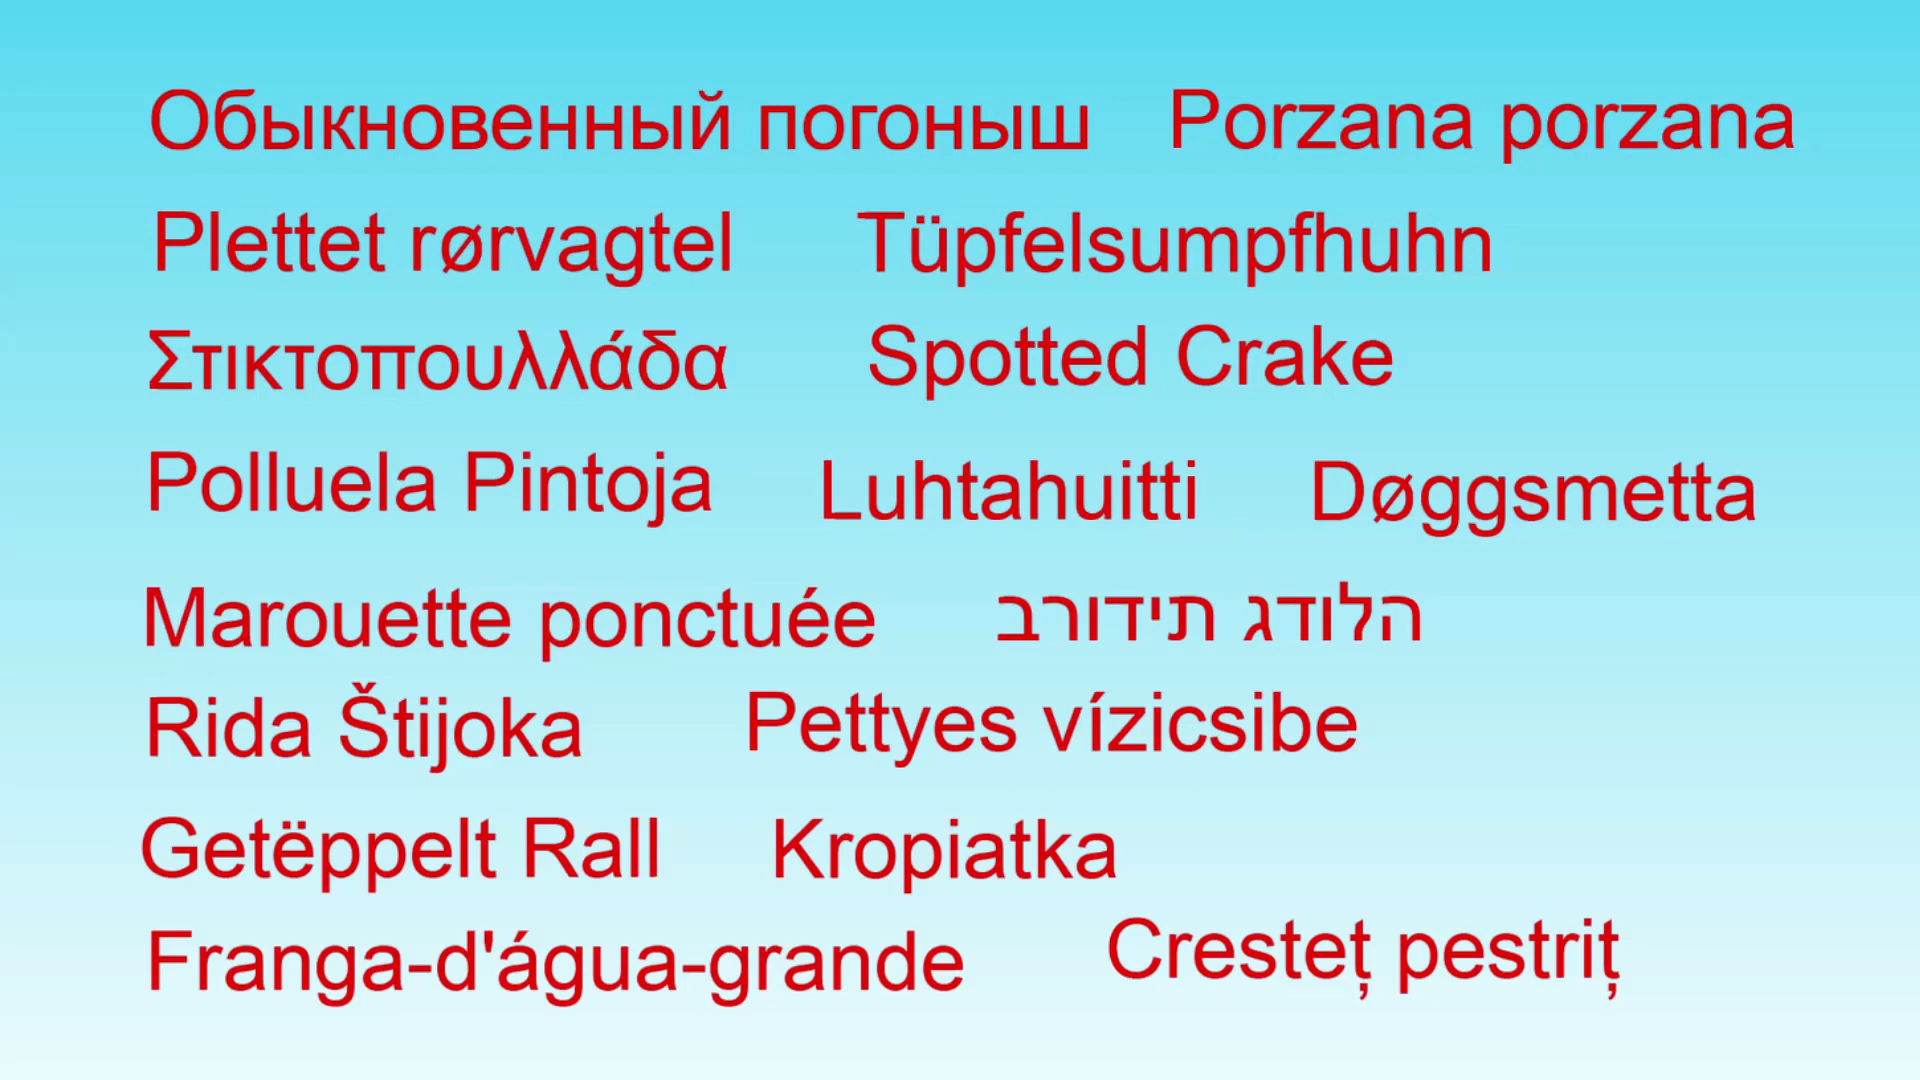 Обыкновенный погоныш Porzana porzana
Plettet rørvagtel Tüpfelsumpfhuhn
Στικτοπουλλάδα Spotted Crake
Polluela Pintoja Luhtahuitti Døggsmetta
Marouette ponctuée הלודג תידורב
Rida Štijoka Pettyes vízicsibe
Getëppelt Rall Kropiatka
Franga-d'água-grande Cresteț pestriț